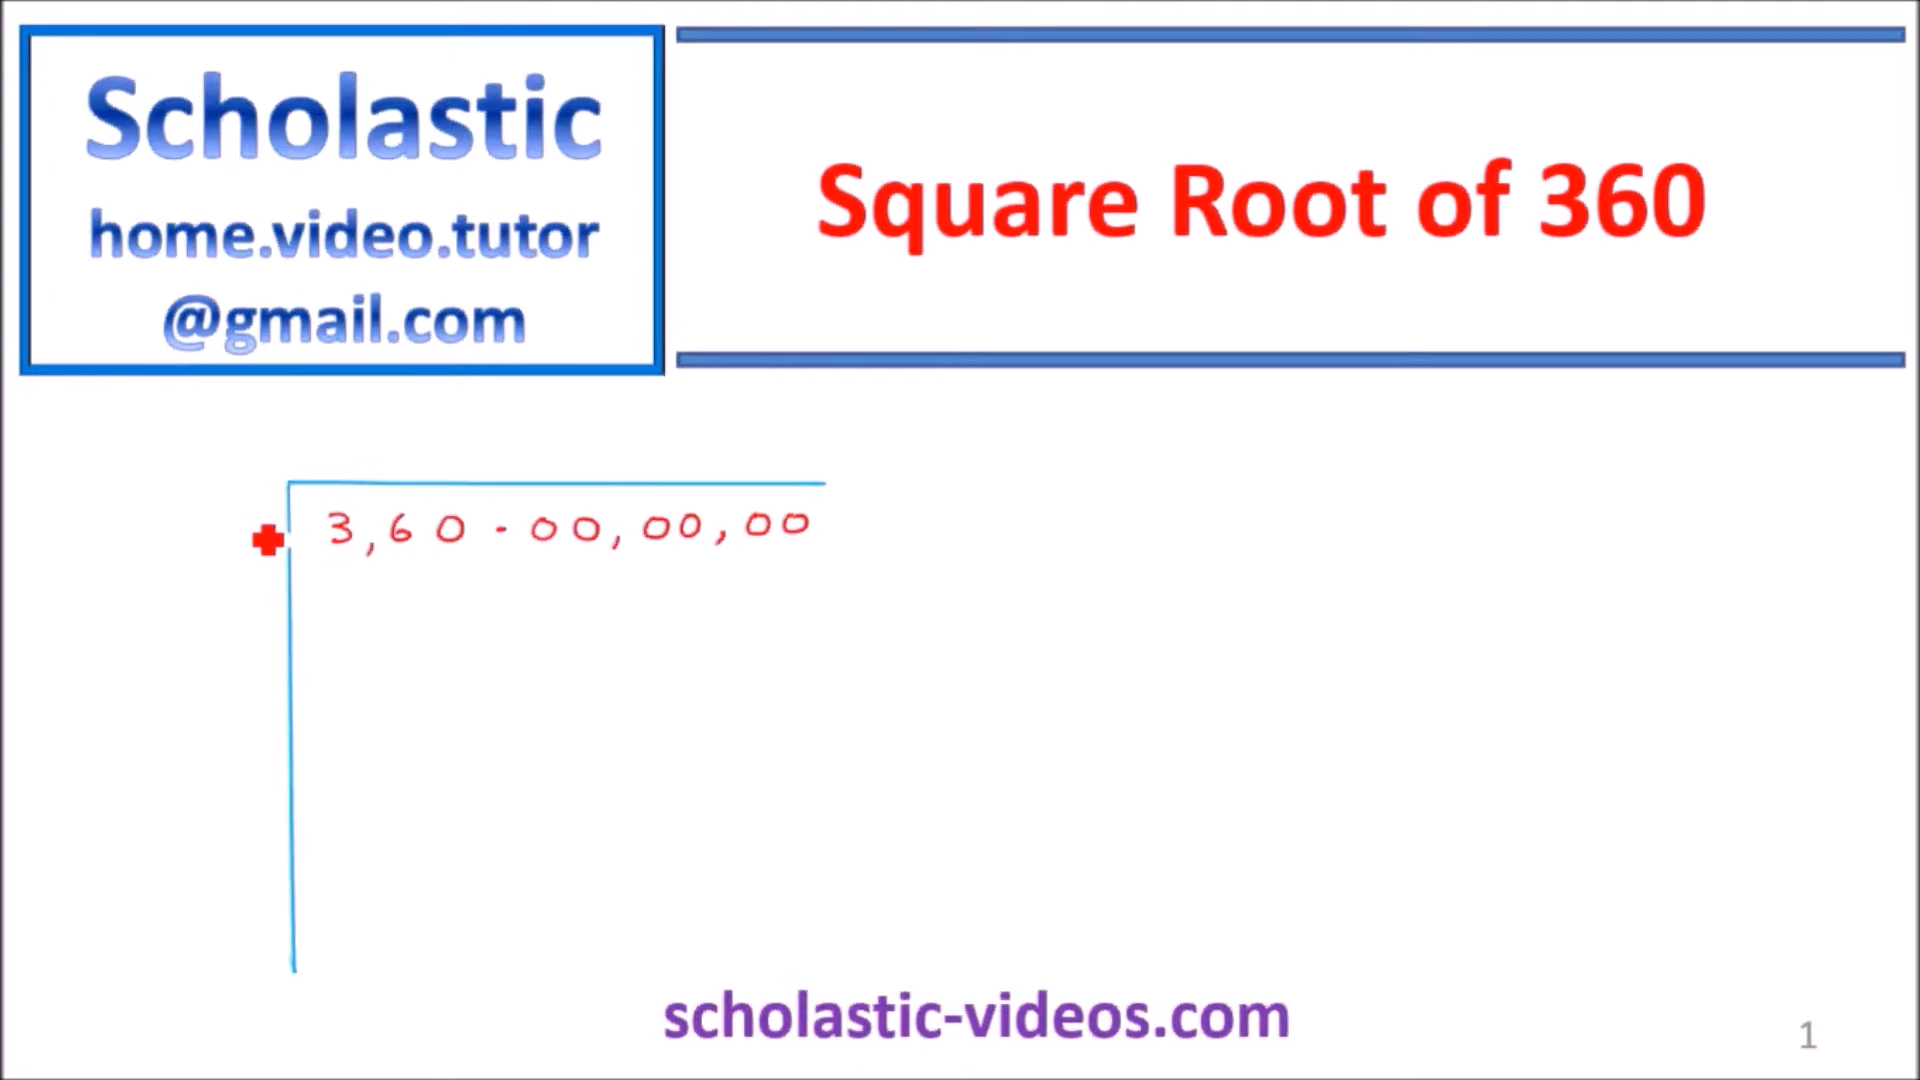 Scholastic
home.video.tutor
@gmail.com
Square Root of 360
3,60.00,00,00
scholastic-videos.com
1